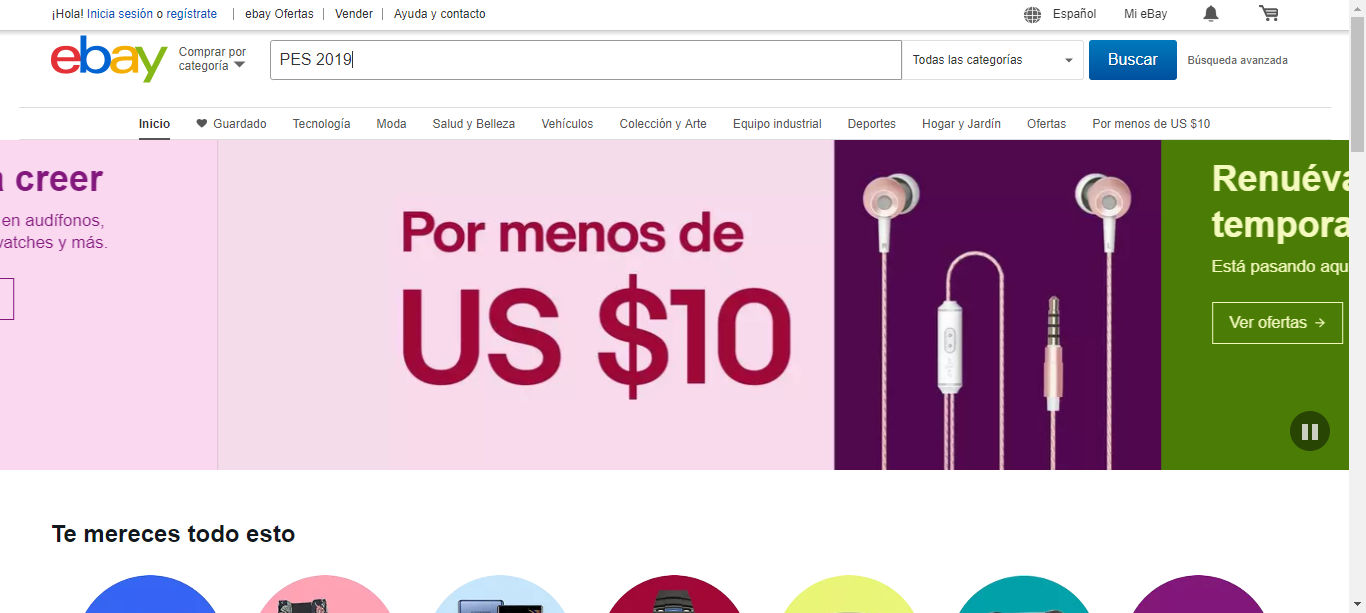 ¡Hola! Inicia sesión o regístrate | ebay Ofertas | Vender | Ayuda y contacto Español Mi eBay
ebay
Comprar por
categoría
PES 2019
Todas las categorías
Buscar
Búsqueda avanzada
Inicio Guardado Tecnología Moda Salud y Belleza Vehículos Colección y Arte Equipo industrial Deportes Hogar y Jardín Ofertas Por menos de US $10
creer
en audífonos,
watches y más.
Por menos de
US $10
Renuéva
tempora
Está pasando aqu
Ver ofertas →
Te mereces todo esto